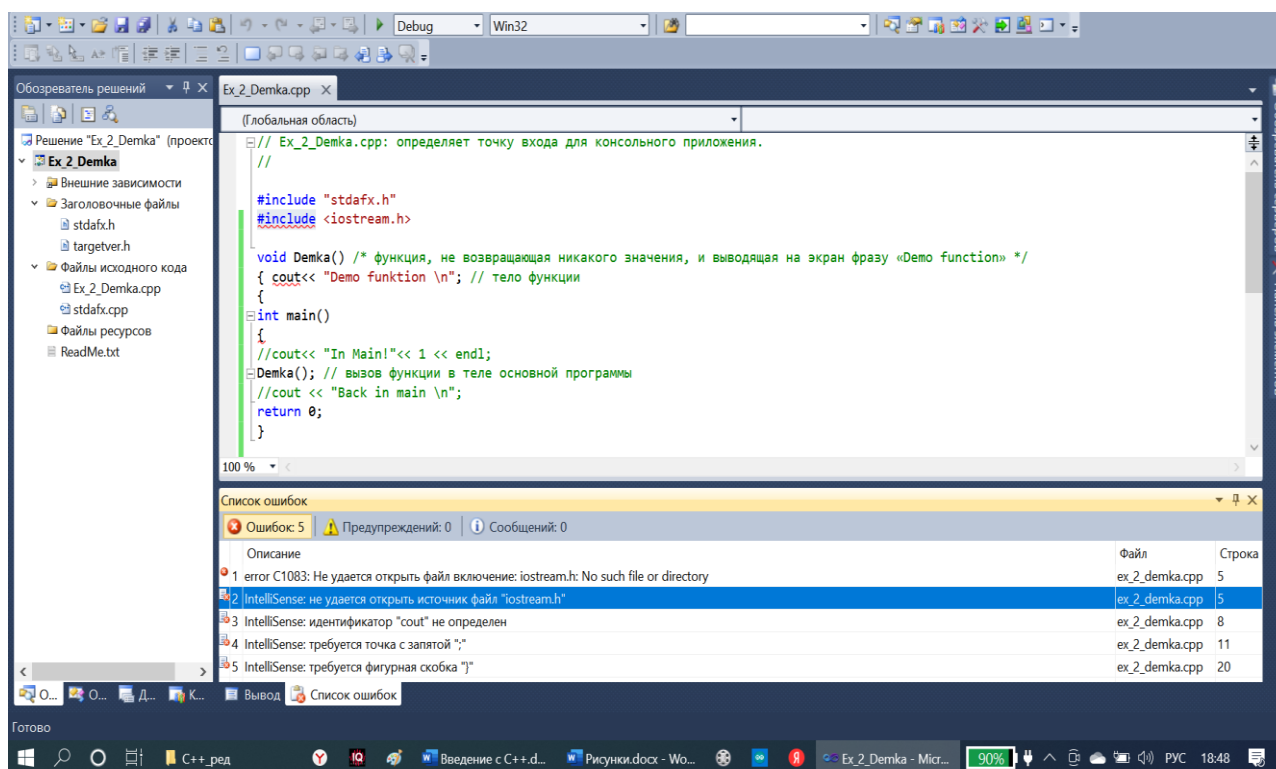 Debug Win32
Обозреватель решений
Ex_2_Demka.cpp
(Глобальная область)
Решение "Ex_2_Demka" (проекто
Ex_2_Demka
Внешние зависимости
Заголовочные файлы
stdafx.h
targetver.h
Файлы исходного кода
Ex_2_Demka.cpp
stdafx.cpp
Файлы ресурсов
ReadMe.txt
// Ex_2_Demka.cpp: определяет точку входа для консольного приложения.
//
#include "stdafx.h"
#include <iostream.h>
void Demka() /* функция, не возвращающая никакого значения, и выводящая на экран фразу «Demo function» */
{ cout<< "Demo funktion \n"; // тело функции
{
int main()
{
//cout<< "In Main!"<< 1 << endl;
Demka(); // вызов функции в теле основной программы
//cout << "Back in main \n";
return 0;
}
100 %
Список ошибок
Ошибок: 5 Предупреждений: 0 Сообщений: 0
Описание Файл Строка
1 error C1083: Не удается открыть файл включение: iostream.h: No such file or directory ex_2_demka.cpp 5
2 IntelliSense: не удается открыть источник файл "iostream.h" ex_2_demka.cpp 5
3 IntelliSense: идентификатор "cout" не определен ex_2_demka.cpp 8
4 IntelliSense: требуется точка с запятой ";" ex_2_demka.cpp 11
5 IntelliSense: требуется фигурная скобка "}" ex_2_demka.cpp 20
О... О... Д... К... Вывод Список ошибок
Готово
C++_ред Введение с C++.d... Рисунки.docx - Wo... Ex_2_Demka - Micr... 90% РУС 18:48